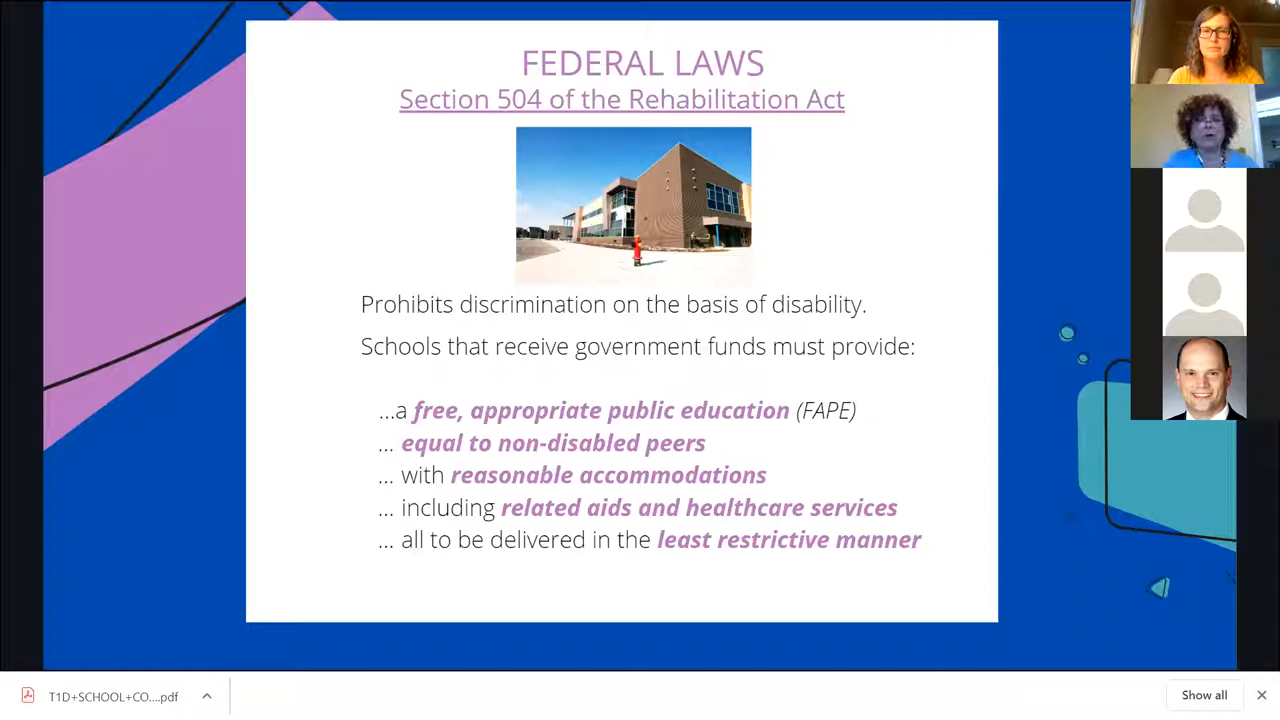 FEDERAL LAWS
Section 504 of the Rehabilitation Act
Prohibits discrimination on the basis of disability.
Schools that receive government funds must provide:
...a free, appropriate public education (FAPE)
... equal to non-disabled peers
... with reasonable accommodations
... including related aids and healthcare services
... all to be delivered in the least restrictive manner
T1D+SCHOOL+CO....pdf
Show all